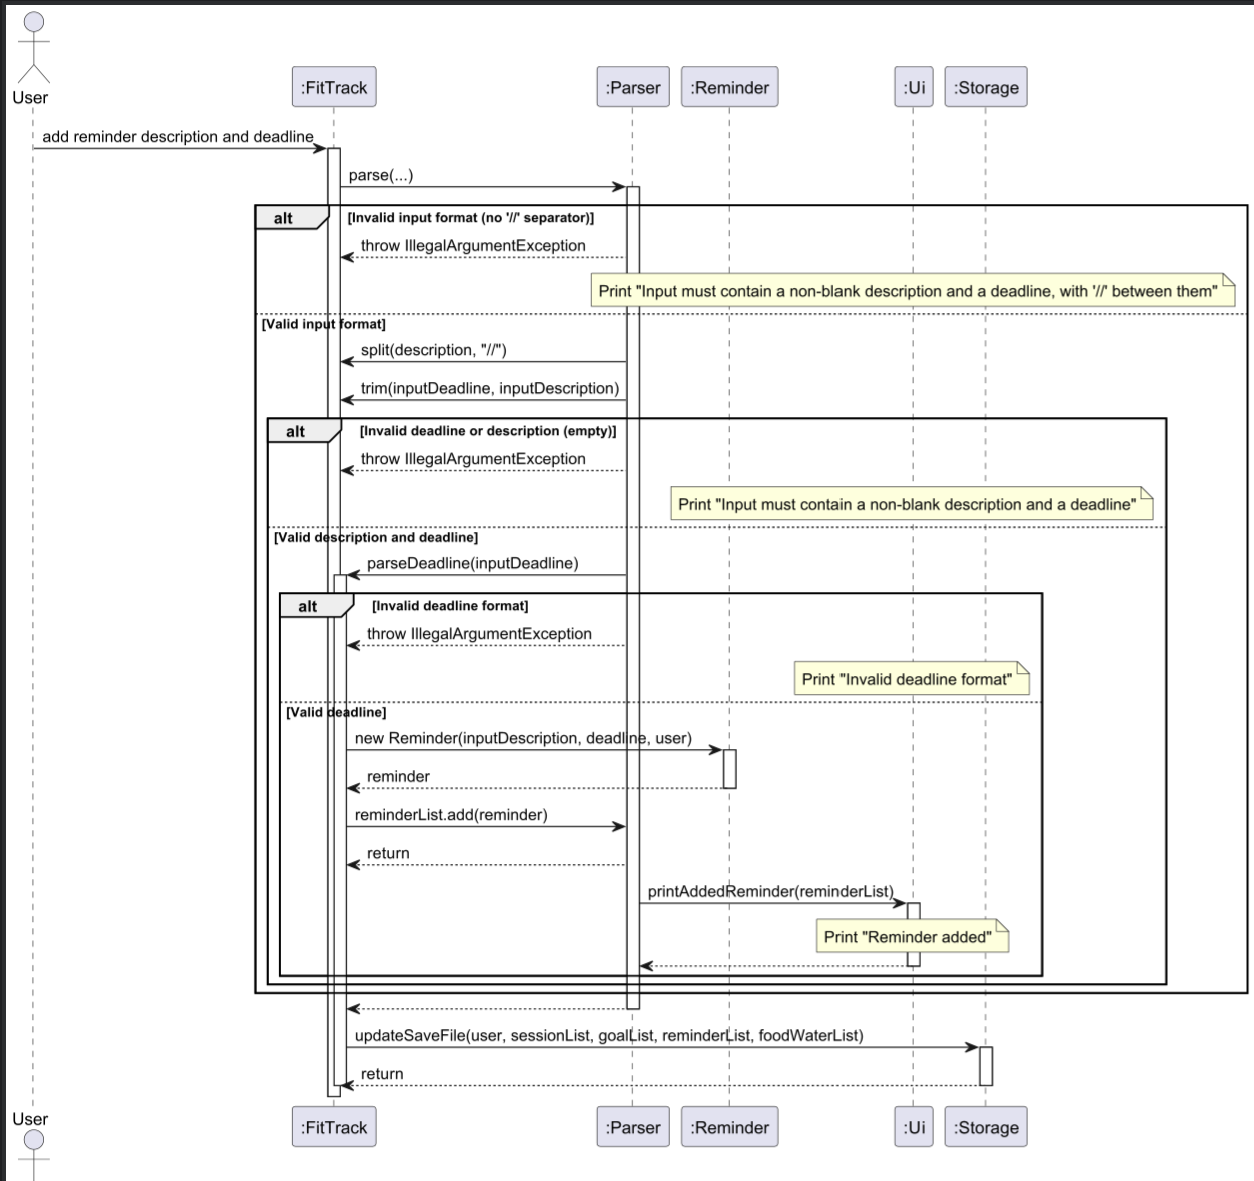 User
:FitTrack
:Parser
:Reminder
:Ui
:Storage
add reminder description and deadline
parse(...)
alt
[Invalid input format (no '//' separator)]
throw IllegalArgumentException
Print "Input must contain a non-blank description and a deadline, with '//' between them"
[Valid input format]
split(description, "//")
trim(inputDeadline, inputDescription)
alt
[Invalid deadline or description (empty)]
throw IllegalArgumentException
Print "Input must contain a non-blank description and a deadline"
[Valid description and deadline]
parseDeadline(inputDeadline)
alt
[Invalid deadline format]
throw IllegalArgumentException
Print "Invalid deadline format"
[Valid deadline]
new Reminder(inputDescription, deadline, user)
reminder
reminderList.add(reminder)
return
printAddedReminder(reminderList)
Print "Reminder added"
updateSaveFile(user, sessionList, goalList, reminderList, foodWaterList)
return
User
:FitTrack
:Parser
:Reminder
:Ui
:Storage